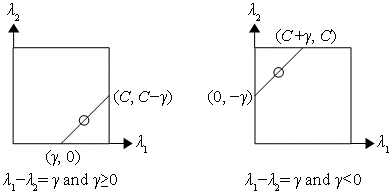 λ₂
(C, C−γ)
λ₁
(γ, 0)
λ₁−λ₂= γ and γ≥0
λ₂
(C+γ, C)
(0, −γ)
λ₁
λ₁−λ₂= γ and γ<0